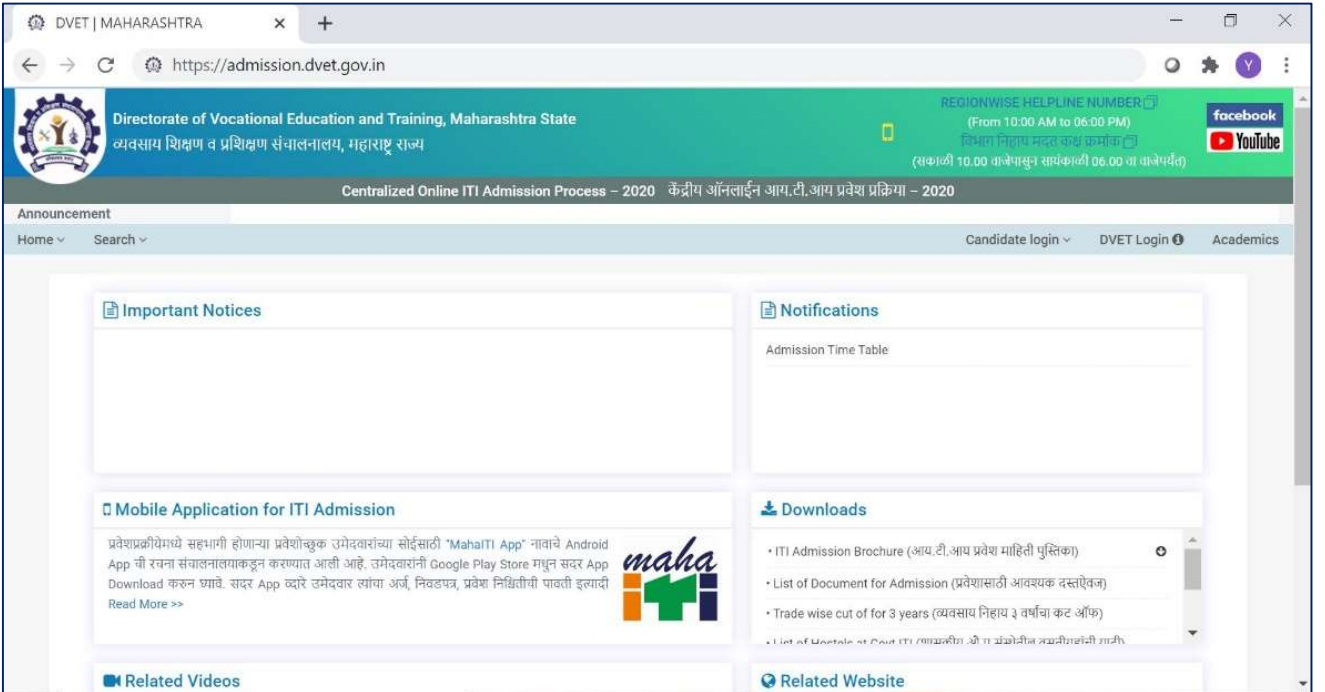 DVET | MAHARASHTRA
https://admission.dvet.gov.in
Y
Directorate of Vocational Education and Training, Maharashtra State
व्यवसाय शिक्षण व प्रशिक्षण संचालनालय, महाराष्ट्र राज्य
REGIONWISE HELPLINE NUMBER
(From 10:00 AM to 06:00 PM)
विभाग निहाय मदत कक्ष क्रमांक
(सकाळी 10.00 वाजेपासुन सायंकाळी 06.00 वा वाजेपर्यंत)
facebook
YouTube
Centralized Online ITI Admission Process – 2020 केंद्रीय ऑनलाईन आय.टी.आय प्रवेश प्रक्रिया – 2020
Announcement
Home Search Candidate login DVET Login Academics
Important Notices
Notifications
Admission Time Table
Mobile Application for ITI Admission
प्रवेशप्रक्रीयेमध्ये सहभागी होणाऱ्या प्रवेशोच्छुक उमेदवारांच्या सोईसाठी "MahaITI App" नावाचे Android
App ची रचना संचालनालयाकडून करण्यात आली आहे. उमेदवारांनी Google Play Store मधुन सदर App
Download करुन घ्यावे. सदर App व्दारे उमेदवार त्यांचा अर्ज, निवडपत्र, प्रवेश निश्चितीची पावती इत्यादी
Read More >>
maha
iTi
Downloads
• ITI Admission Brochure (आय.टी.आय प्रवेश माहिती पुस्तिका)
• List of Document for Admission (प्रवेशासाठी आवश्यक दस्तऐवज)
• Trade wise cut of for 3 years (व्यवसाय निहाय ३ वर्षांचा कट ऑफ)
• List of Hostels at Govt ITI
Related Videos
Related Website